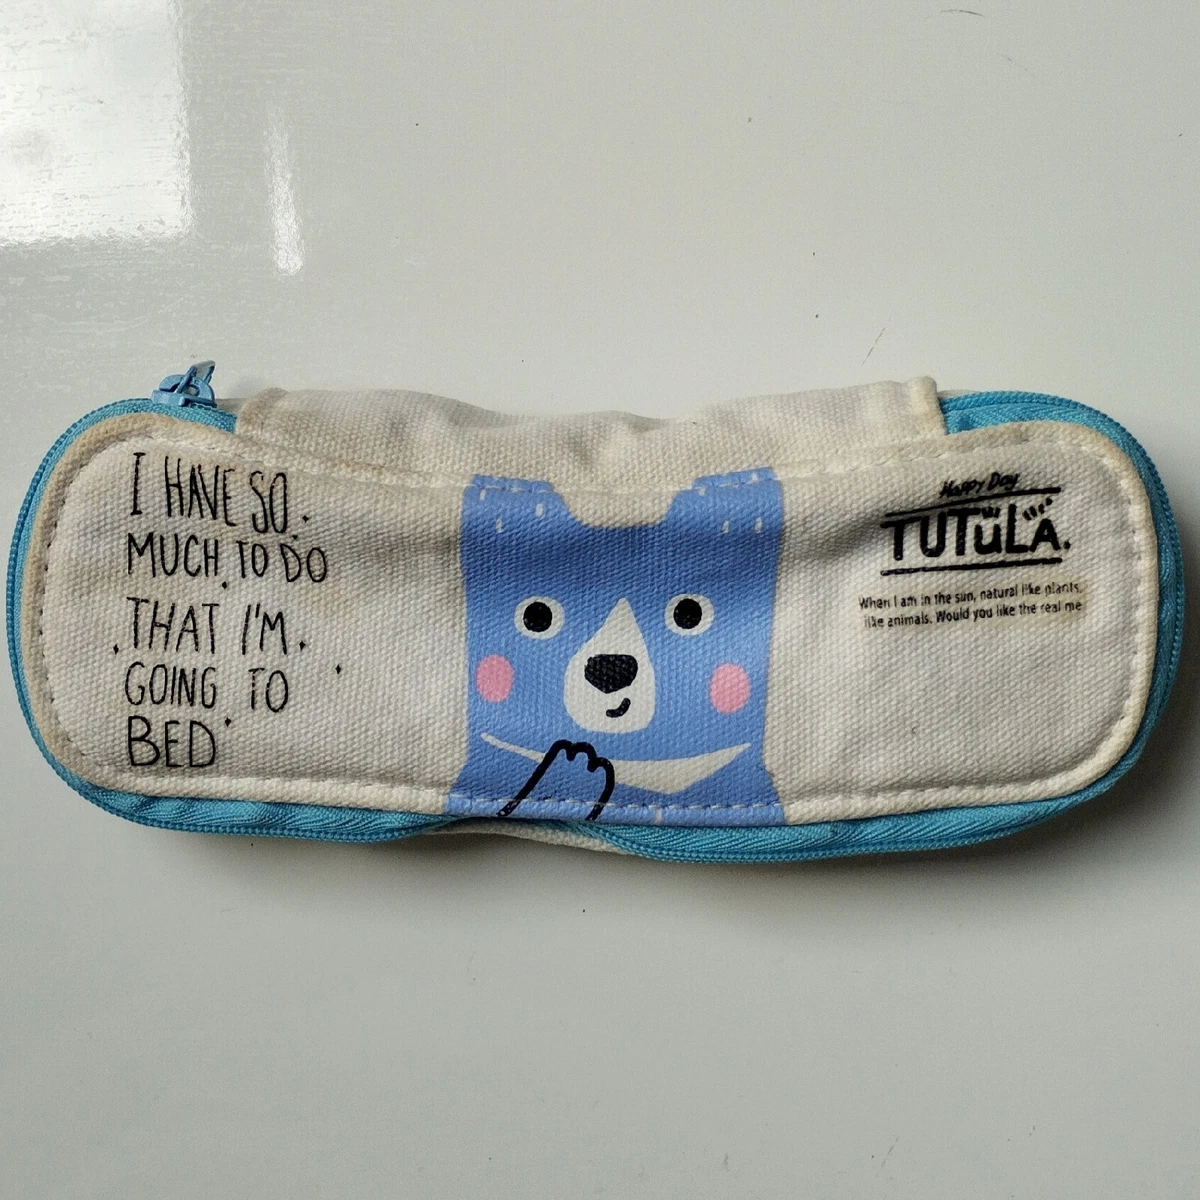 I HAVE SO
MUCH TO DO
THAT I'M
GOING TO
BED
Happy Day
TUTuLA.
When I am in the sun, natural like plants,
like animals. Would you like the real me